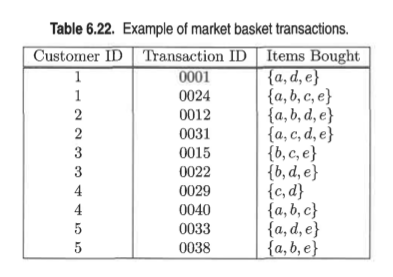 Table 6.22. Example of market basket transactions.
Customer ID Transaction ID Items Bought
1 0001 {a, d, e}
1 0024 {a, b, c, e}
2 0012 {a, b, d, e}
2 0031 {a, c, d, e}
3 0015 {b, c, e}
3 0022 {b, d, e}
4 0029 {c, d}
4 0040 {a, b, c}
5 0033 {a, d, e}
5 0038 {a, b, e}